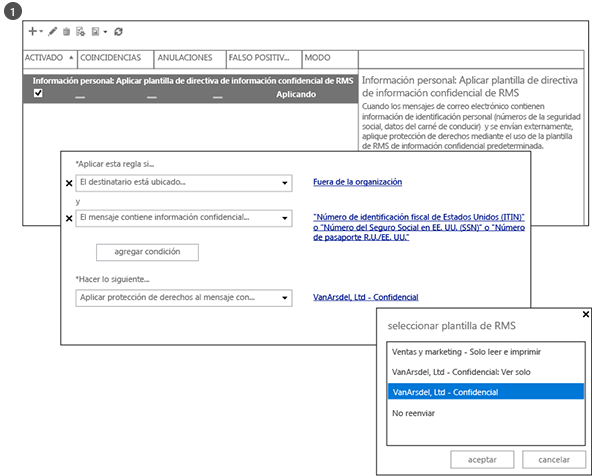 1
ACTIVADO COINCIDENCIAS ANULACIONES FALSO POSITIV... MODO
Información personal: Aplicar plantilla de directiva de información confidencial de RMS
Aplicando
Información personal: Aplicar plantilla de directiva
de información confidencial de RMS
Cuando los mensajes de correo electrónico contienen
información de identificación personal (números de la seguridad
social, datos del carné de conducir) y se envían externamente,
aplique protección de derechos mediante el uso de la plantilla
de RMS de información confidencial predeterminada.
*Aplicar esta regla si...
El destinatario está ubicado... Fuera de la organización
y
El mensaje contiene información confidencial... "Número de identificación fiscal de Estados Unidos (ITIN)"
o "Número del Seguro Social en EE. UU. (SSN)" o "Número
de pasaporte R.U./EE. UU."
agregar condición
*Hacer lo siguiente...
Aplicar protección de derechos al mensaje con... VanArsdel, Ltd - Confidencial
seleccionar plantilla de RMS
Ventas y marketing - Solo leer e imprimir
VanArsdel, Ltd - Confidencial: Ver solo
VanArsdel, Ltd - Confidencial
No reenviar
aceptar cancelar